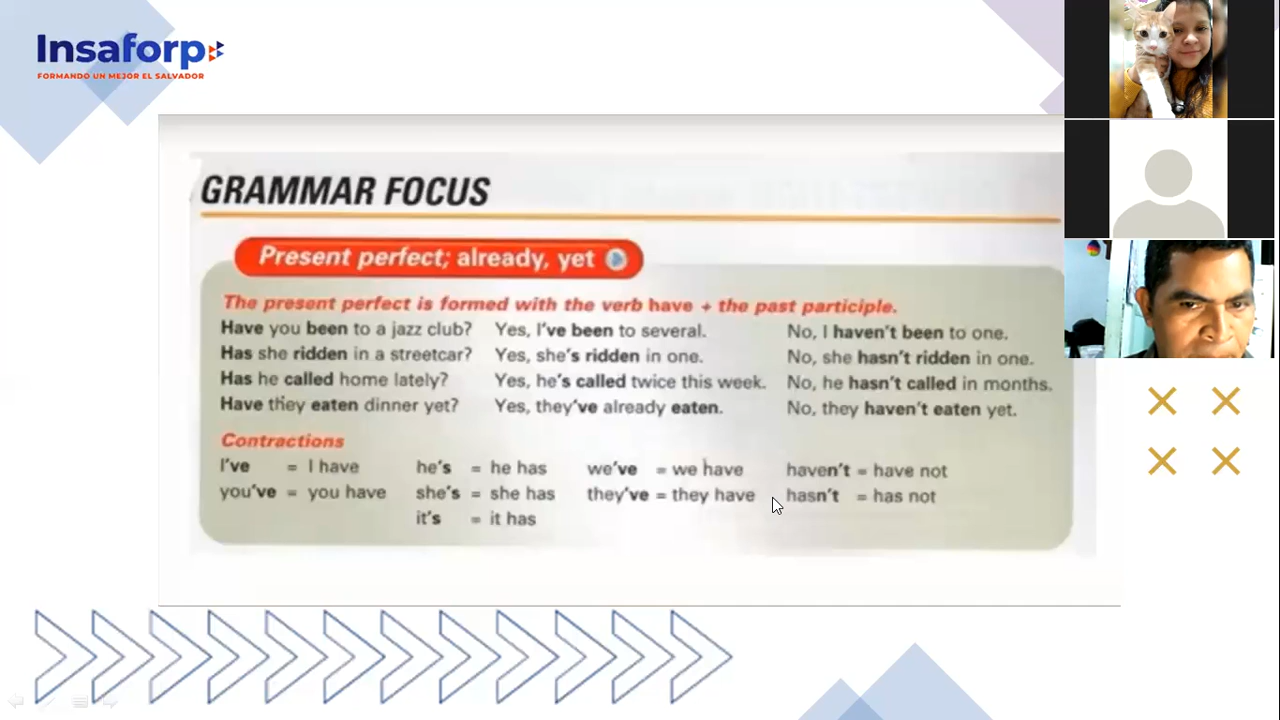 Insaforp
FORMANDO UN MEJOR EL SALVADOR
GRAMMAR FOCUS
Present perfect; already, yet
The present perfect is formed with the verb have + the past participle.
Have you been to a jazz club? Yes, I've been to several. No, I haven't been to one.
Has she ridden in a streetcar? Yes, she's ridden in one. No, she hasn't ridden in one.
Has he called home lately? Yes, he's called twice this week. No, he hasn't called in months.
Have they eaten dinner yet? Yes, they've already eaten. No, they haven't eaten yet.
Contractions
I've = I have he's = he has we've = we have haven't = have not
you've = you have she's = she has they've = they have hasn't = has not
it's = it has